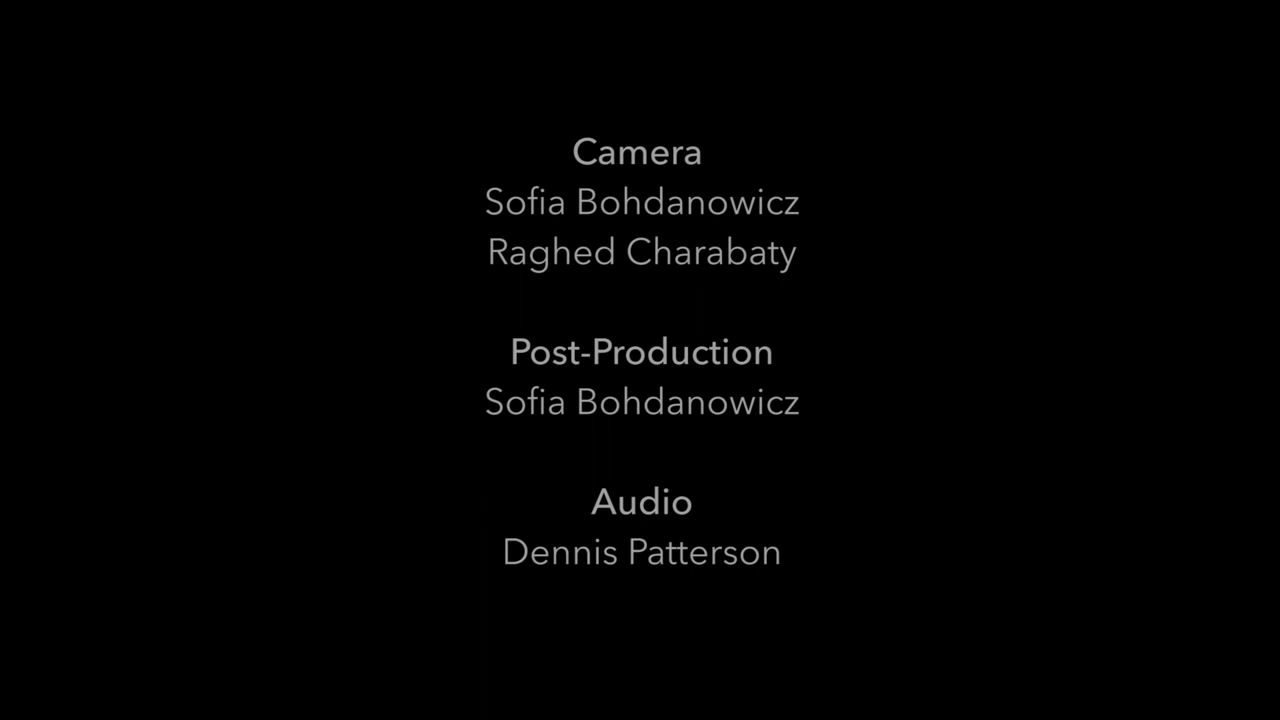 Camera
Sofia Bohdanowicz
Raghed Charabaty
Post-Production
Sofia Bohdanowicz
Audio
Dennis Patterson